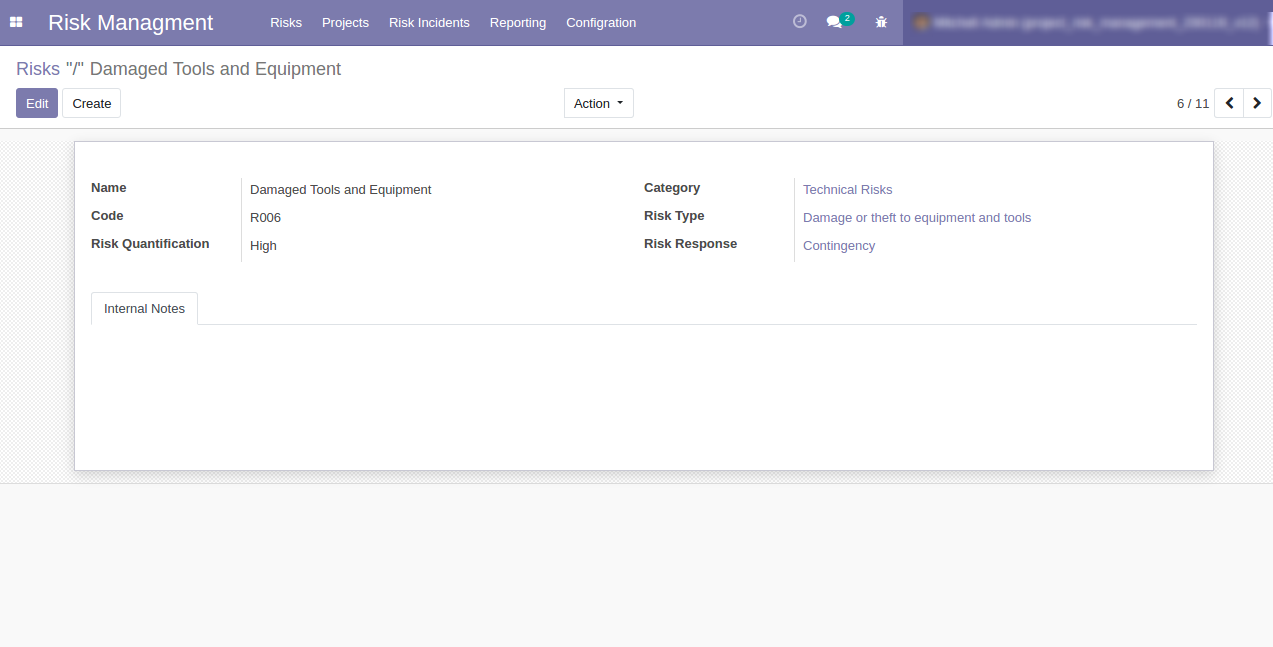 Risk Managment Risks Projects Risk Incidents Reporting Configration 2
Risks "/" Damaged Tools and Equipment
Edit Create Action 6 / 11
Name Damaged Tools and Equipment Category Technical Risks
Code R006 Risk Type Damage or theft to equipment and tools
Risk Quantification High Risk Response Contingency
Internal Notes